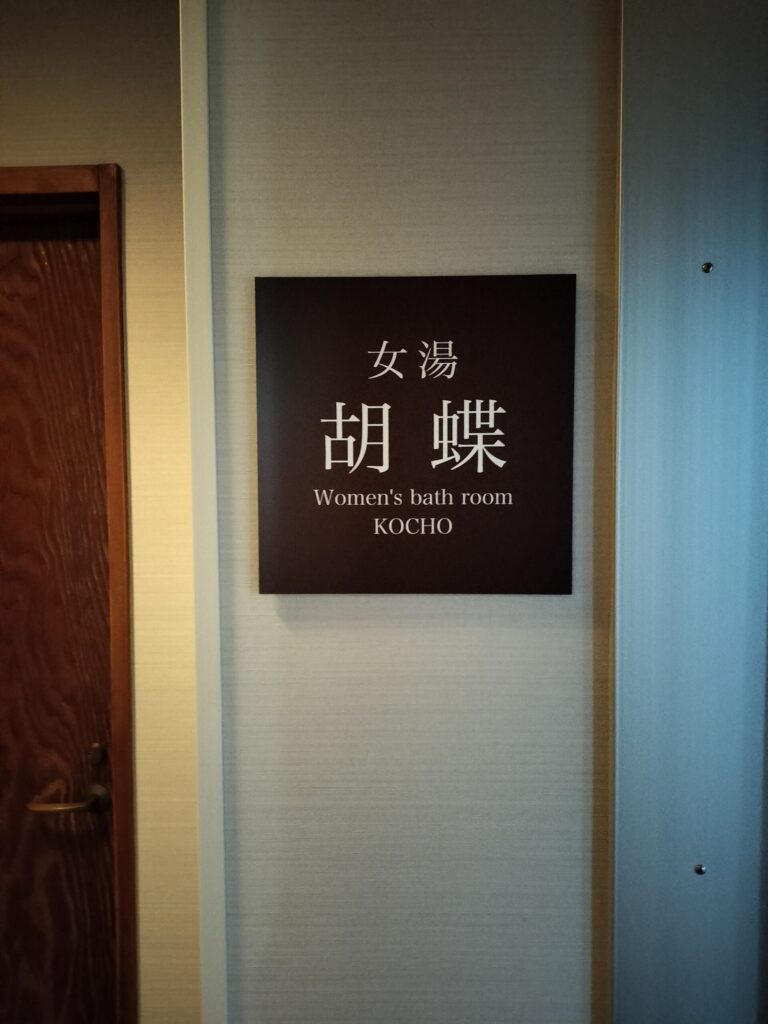 女湯
胡蝶
Women's bath room
KOCHO